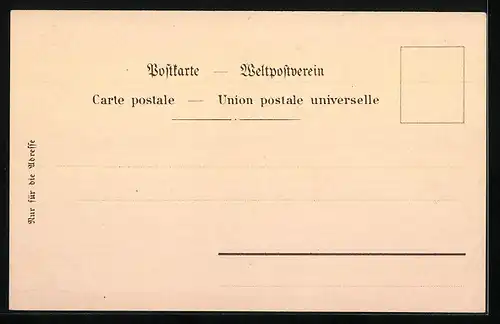 Postkarte — Weltpostverein
Carte postale — Union postale universelle
Nur für die Adresse